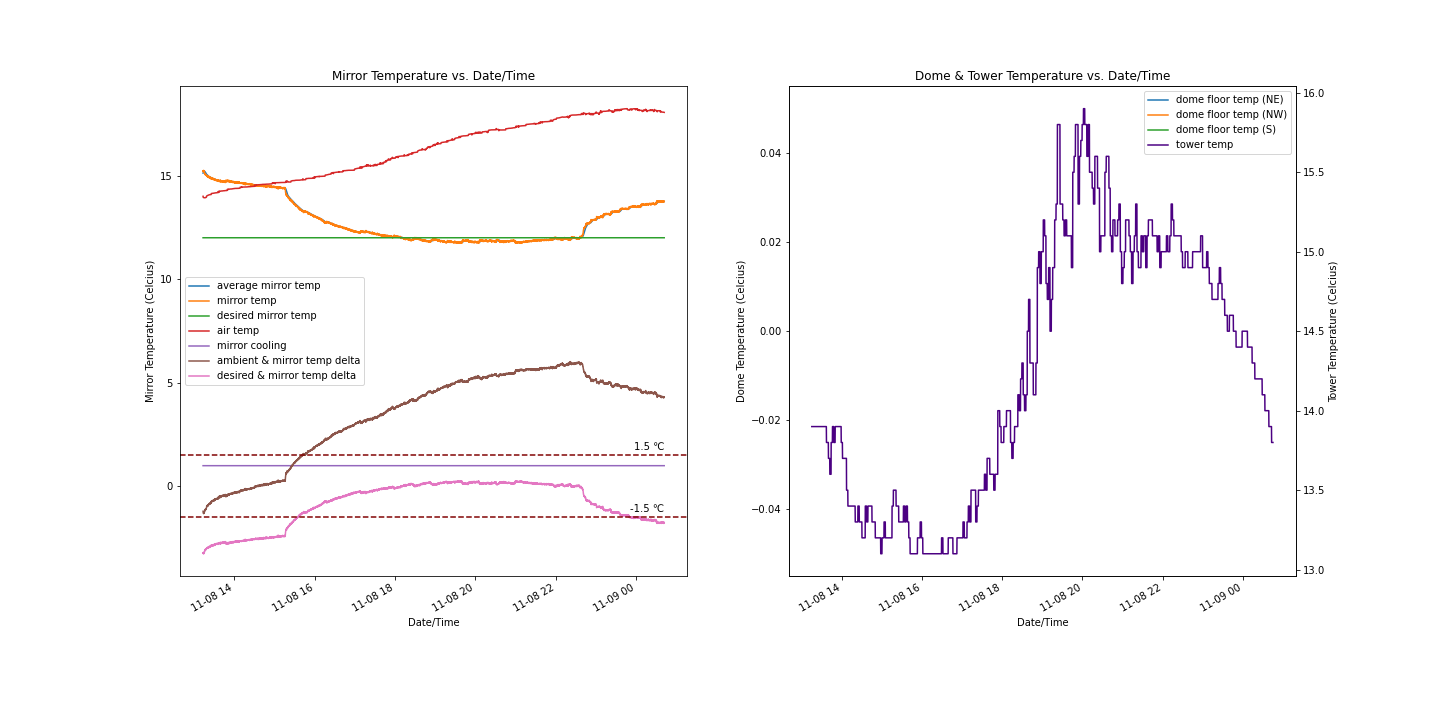 Mirror Temperature vs. Date/Time
Mirror Temperature (Celcius)
15
10
5
0
average mirror temp
mirror temp
desired mirror temp
air temp
mirror cooling
ambient & mirror temp delta
desired & mirror temp delta
1.5 °C
-1.5 °C
11-08 14
11-08 16
11-08 18
11-08 20
11-08 22
11-09 00
Date/Time
Dome & Tower Temperature vs. Date/Time
Dome Temperature (Celcius)
0.04
0.02
0.00
−0.02
−0.04
dome floor temp (NE)
dome floor temp (NW)
dome floor temp (S)
tower temp
16.0
15.5
15.0
14.5
14.0
13.5
13.0
Tower Temperature (Celcius)
11-08 14
11-08 16
11-08 18
11-08 20
11-08 22
11-09 00
Date/Time